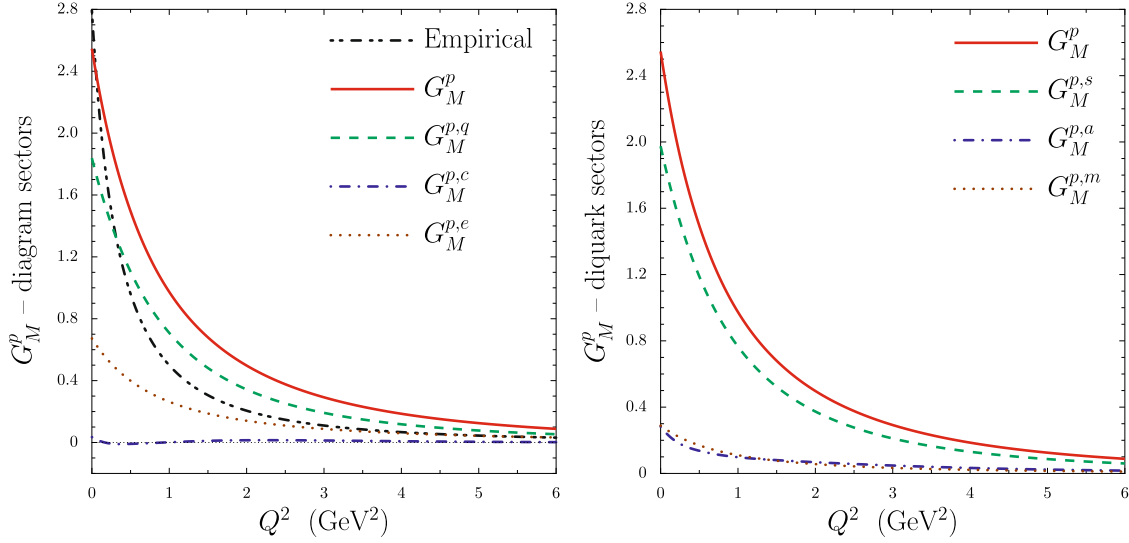 2.8
2.4
2.0
1.6
1.2
0.8
0.4
0
G_M^p – diagram sectors
Empirical
G_M^p
G_M^{p,q}
G_M^{p,c}
G_M^{p,e}
0 1 2 3 4 5 6
Q^2 (GeV^2)
2.8
2.4
2.0
1.6
1.2
0.8
0.4
0
G_M^p – diquark sectors
G_M^p
G_M^{p,s}
G_M^{p,a}
G_M^{p,m}
0 1 2 3 4 5 6
Q^2 (GeV^2)